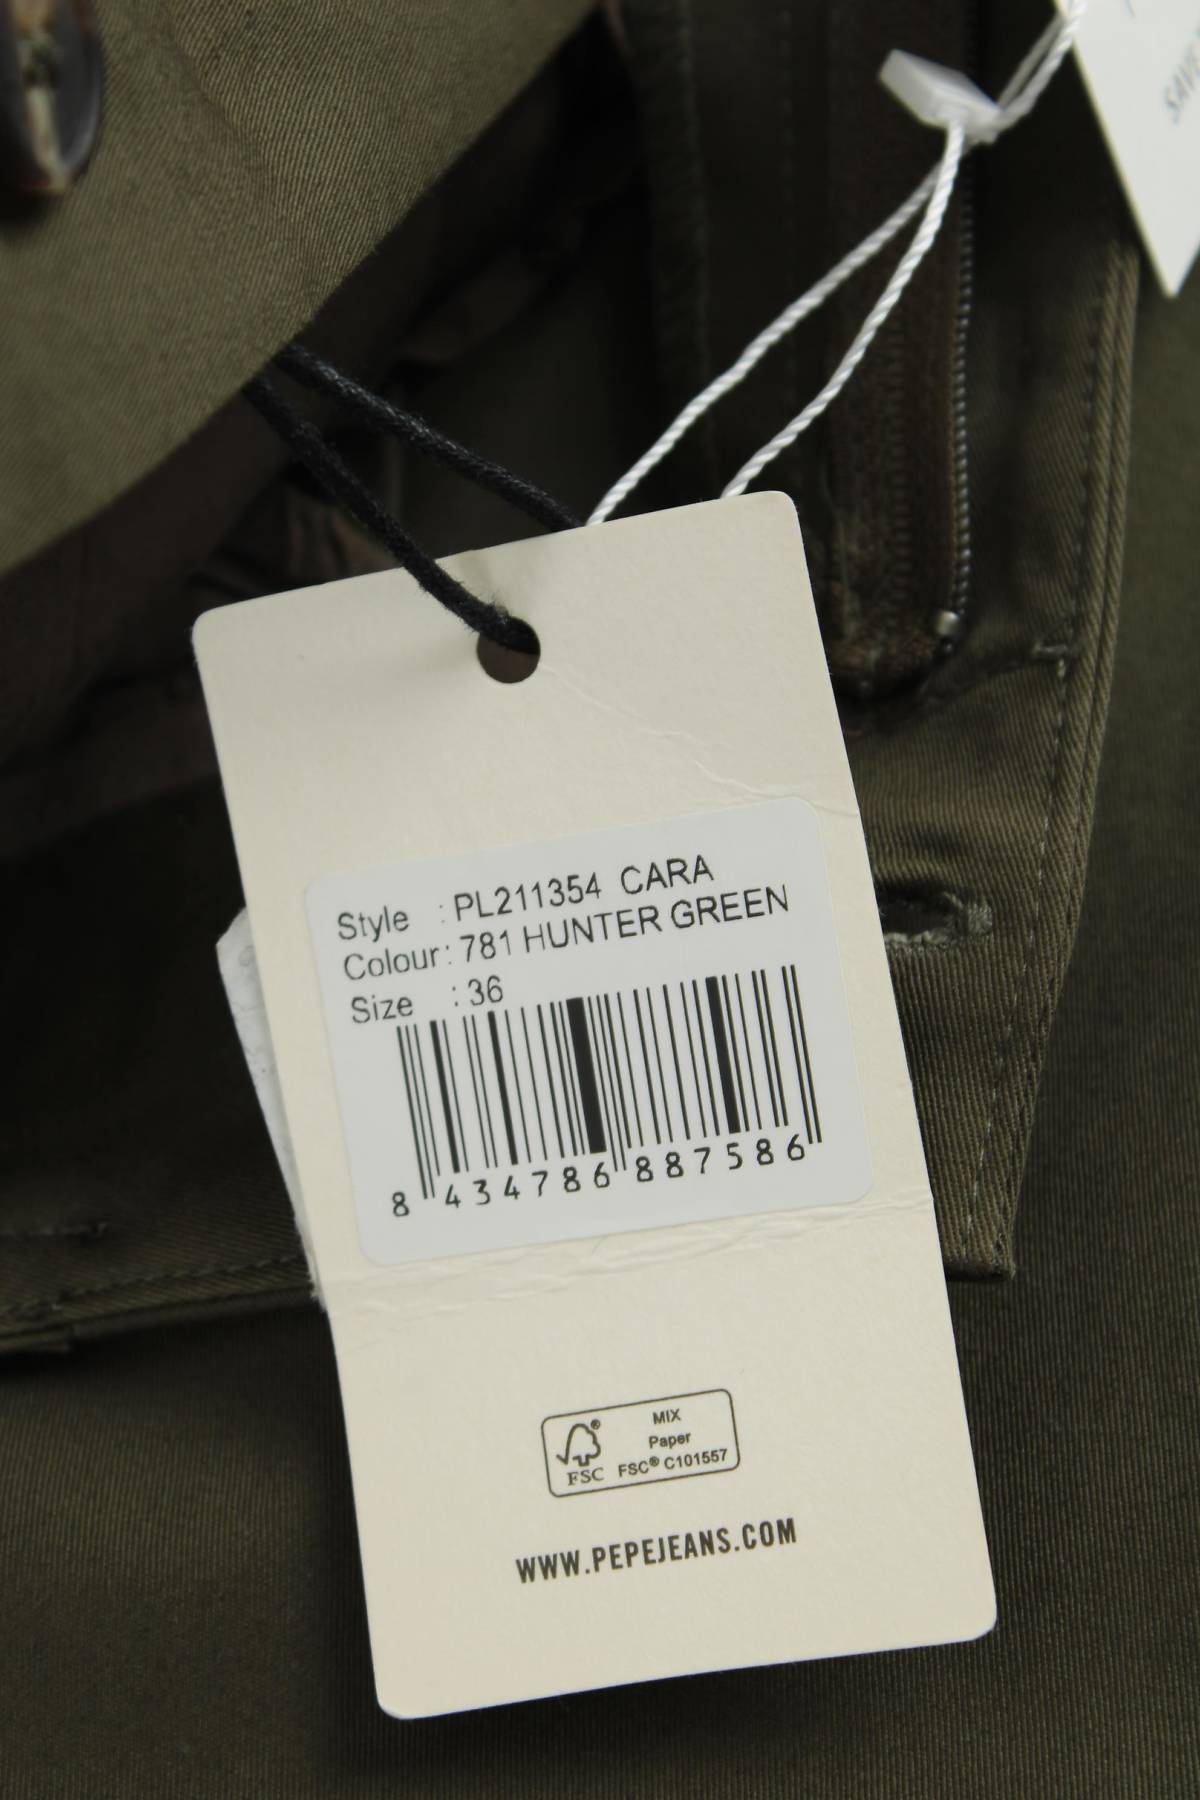 SAVE
Style : PL211354 CARA
Colour : 781 HUNTER GREEN
Size : 36
8 434786 887586
MIX
Paper
FSC® C101557
FSC
WWW.PEPEJEANS.COM